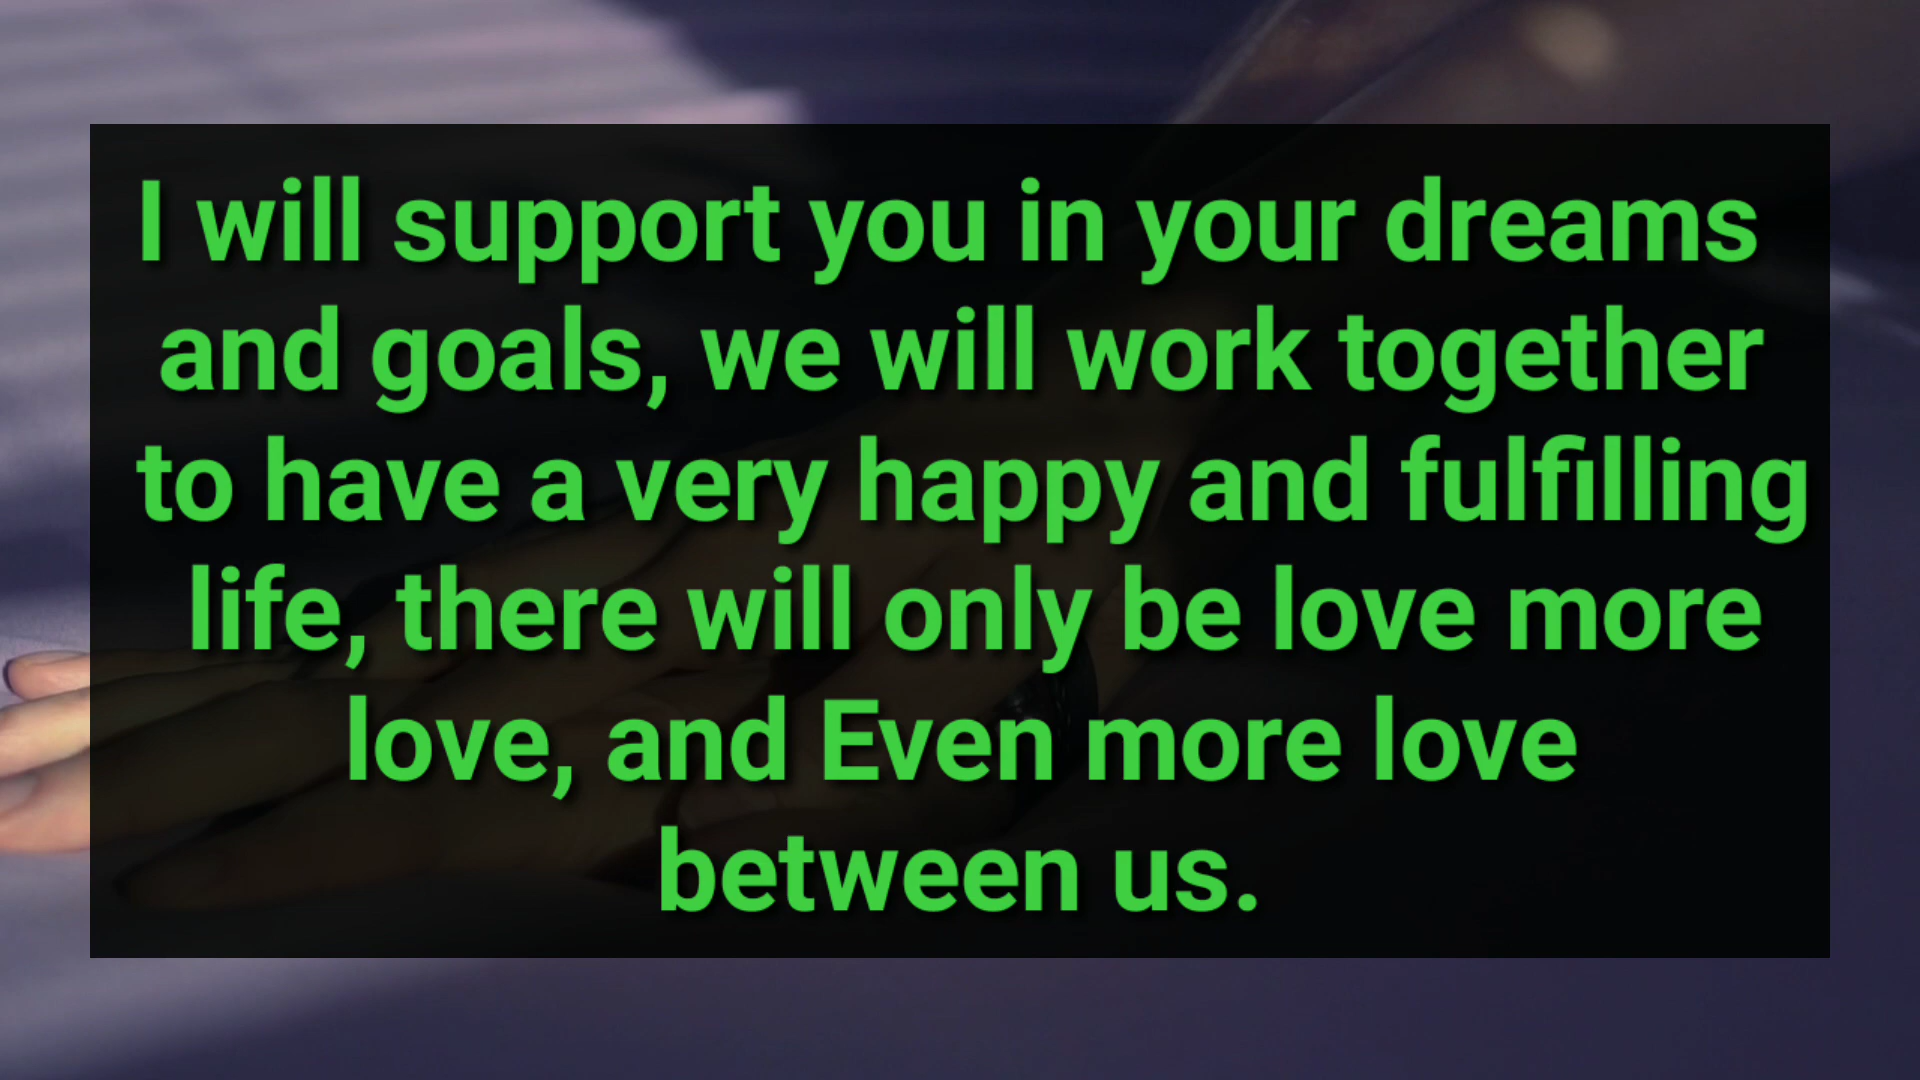 I will support you in your dreams
and goals, we will work together
to have a very happy and fulfilling
life, there will only be love more
love, and Even more love
between us.